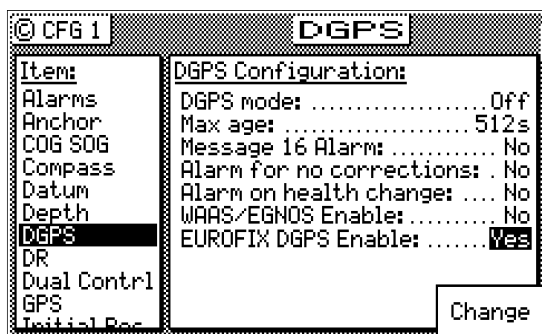 © CFG 1
DGPS
Item:
Alarms
Anchor
COG SOG
Compass
Datum
Depth
DGPS
DR
Dual Contrl
GPS
DGPS Configuration:
DGPS mode: .....................Off
Max age: .......................512s
Message 16 Alarm: ............ No
Alarm for no corrections: . No
Alarm on health change: .... No
WAAS/EGNOS Enable: .......... No
EUROFIX DGPS Enable: .......Yes
Change